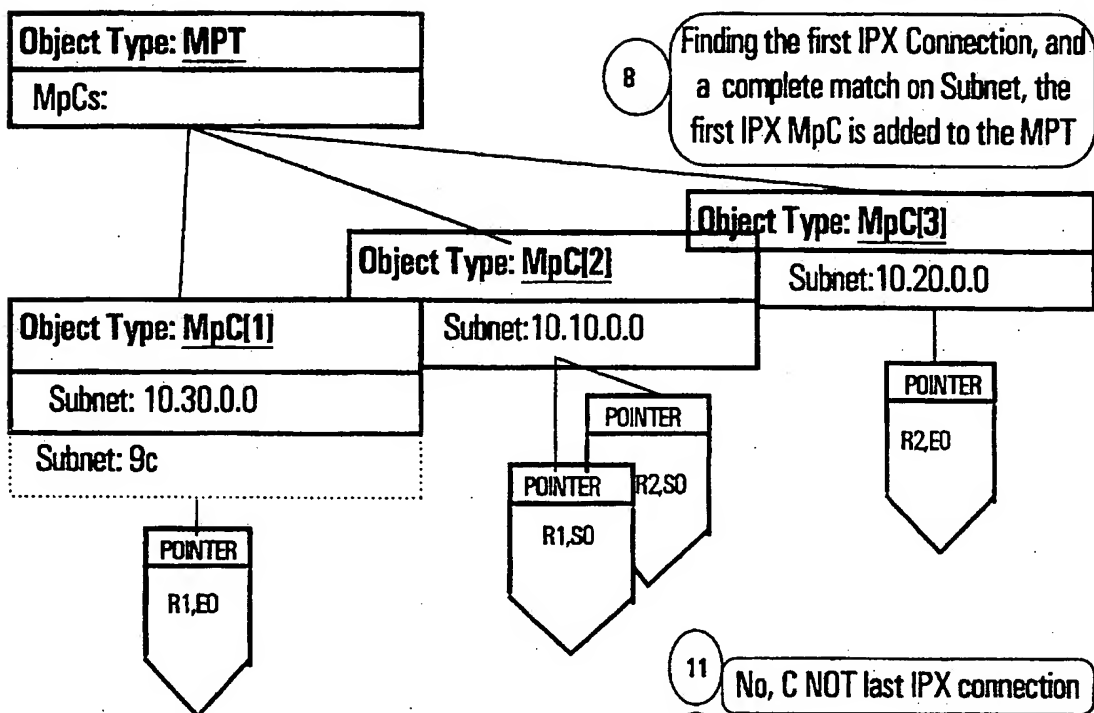 Object Type: MPT
MpCs:
8
Finding the first IPX Connection, and
a complete match on Subnet, the
first IPX MpC is added to the MPT
Object Type: MpC[3]
Subnet:10.20.0.0
Object Type: MpC[2]
Subnet:10.10.0.0
Object Type: MpC[1]
Subnet: 10.30.0.0
Subnet: 9c
POINTER
R2,E0
POINTER
R2,S0
POINTER
R1,S0
POINTER
R1,E0
11
No, C NOT last IPX connection